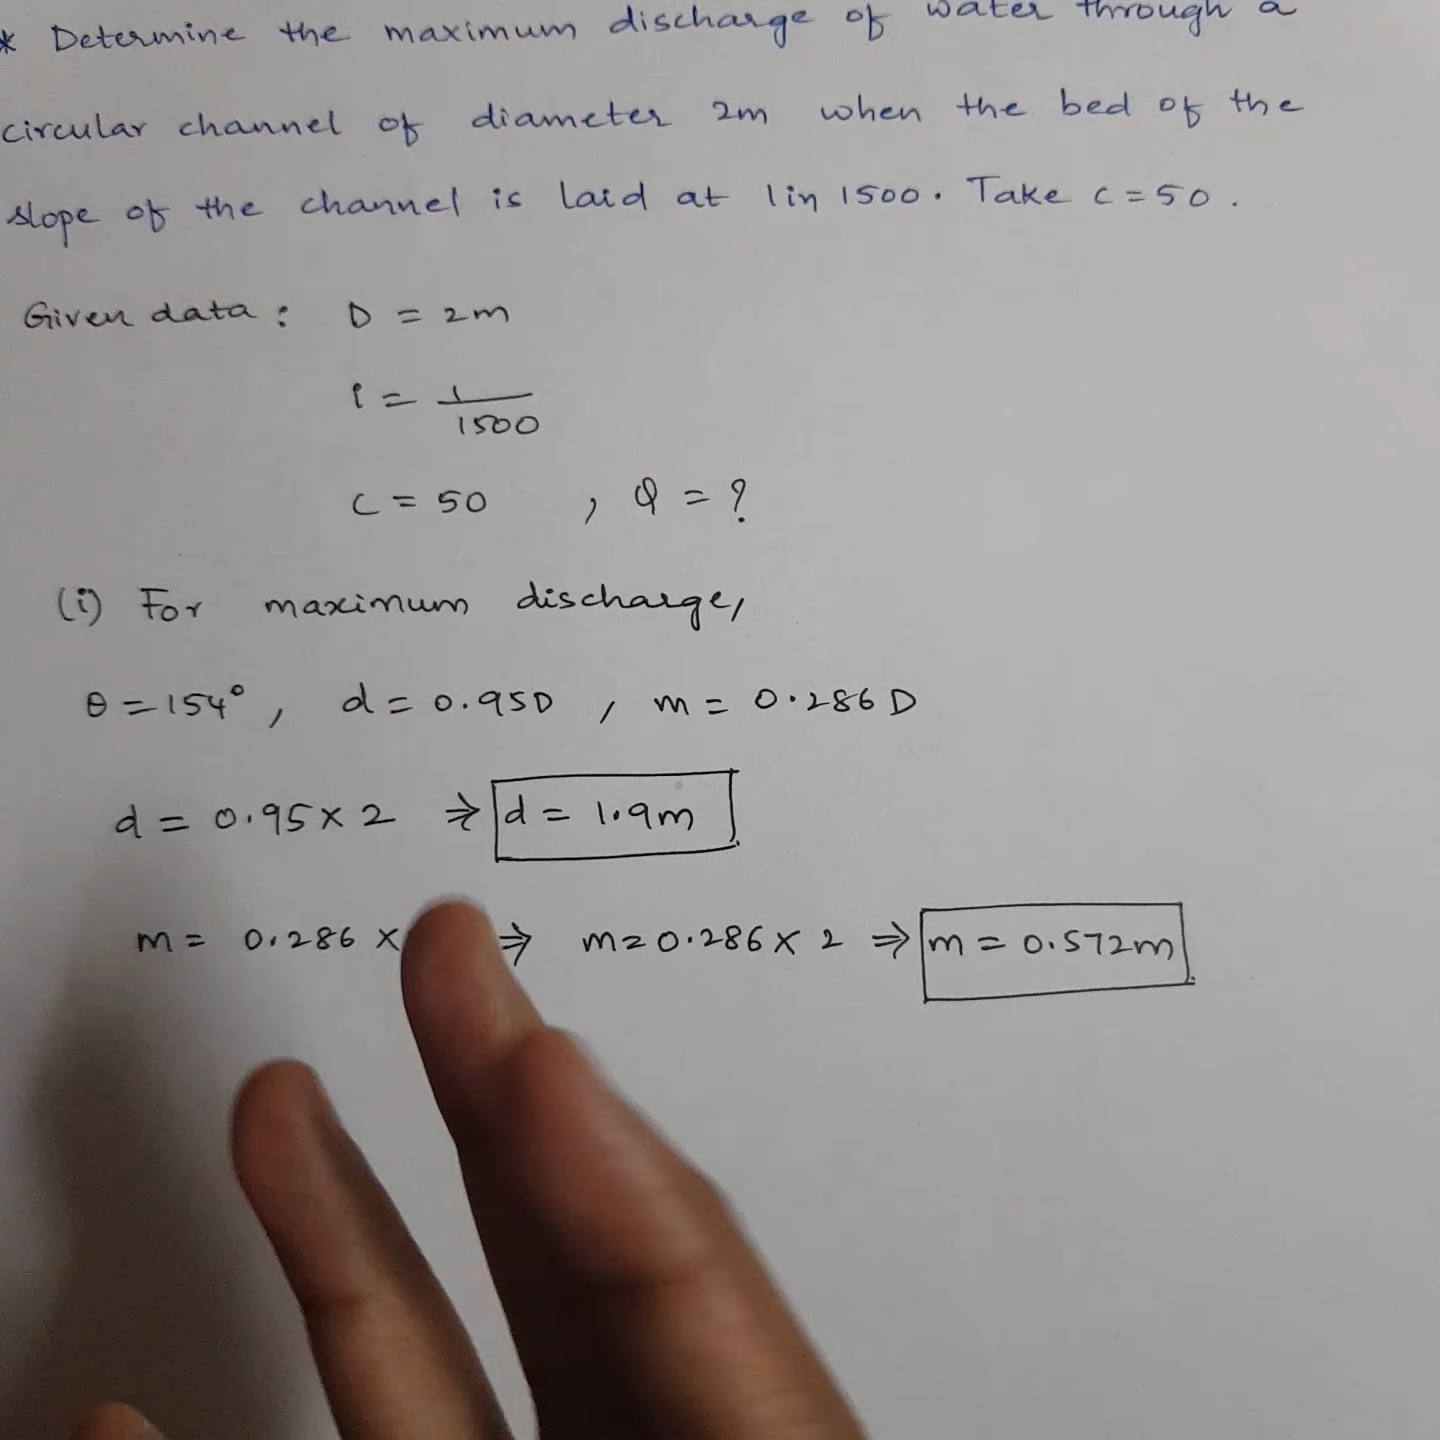 * Determine the maximum discharge of water through a
circular channel of diameter 2m when the bed of the
slope of the channel is laid at 1 in 1500. Take c = 50.
Given data : D = 2m
i = 1/1500
C = 50 , Q = ?
(i) For maximum discharge,
θ = 154° , d = 0.95D , m = 0.286 D
d = 0.95 x 2 ⇒ d = 1.9m
m = 0.286 x ⇒ m = 0.286 x 2 ⇒ m = 0.572m